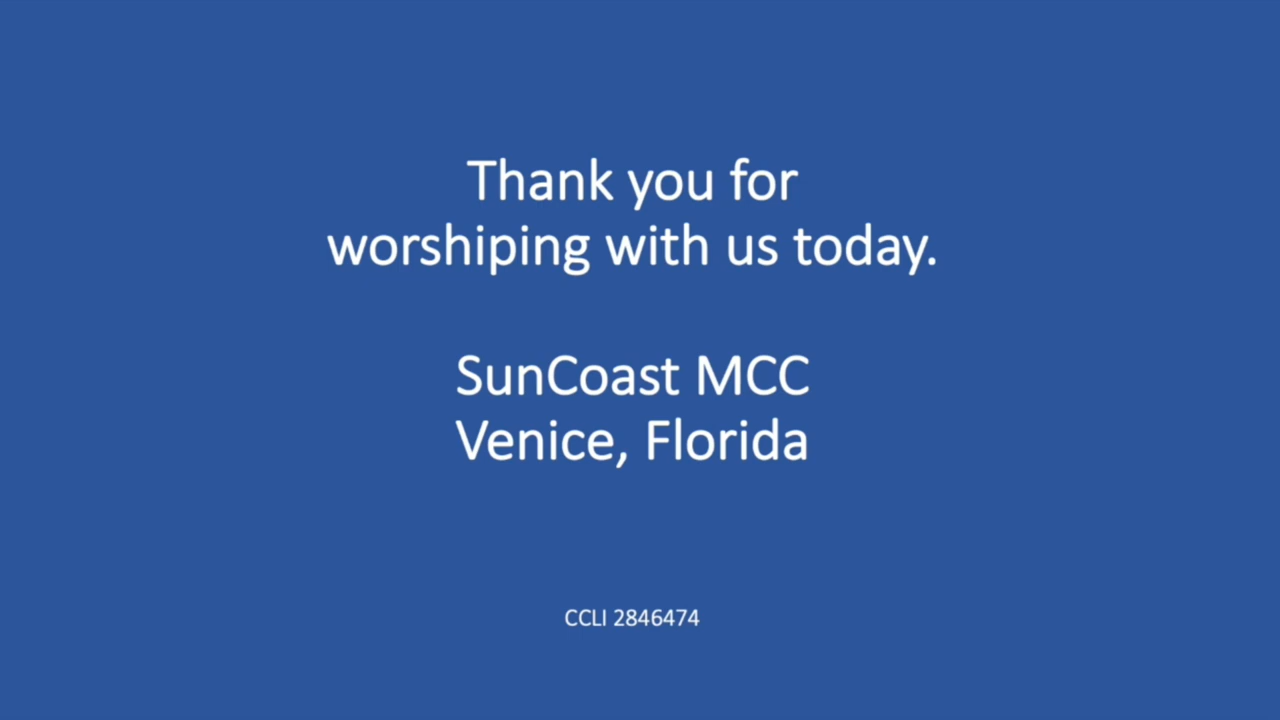 Thank you for
worshiping with us today.
SunCoast MCC
Venice, Florida
CCLI 2846474